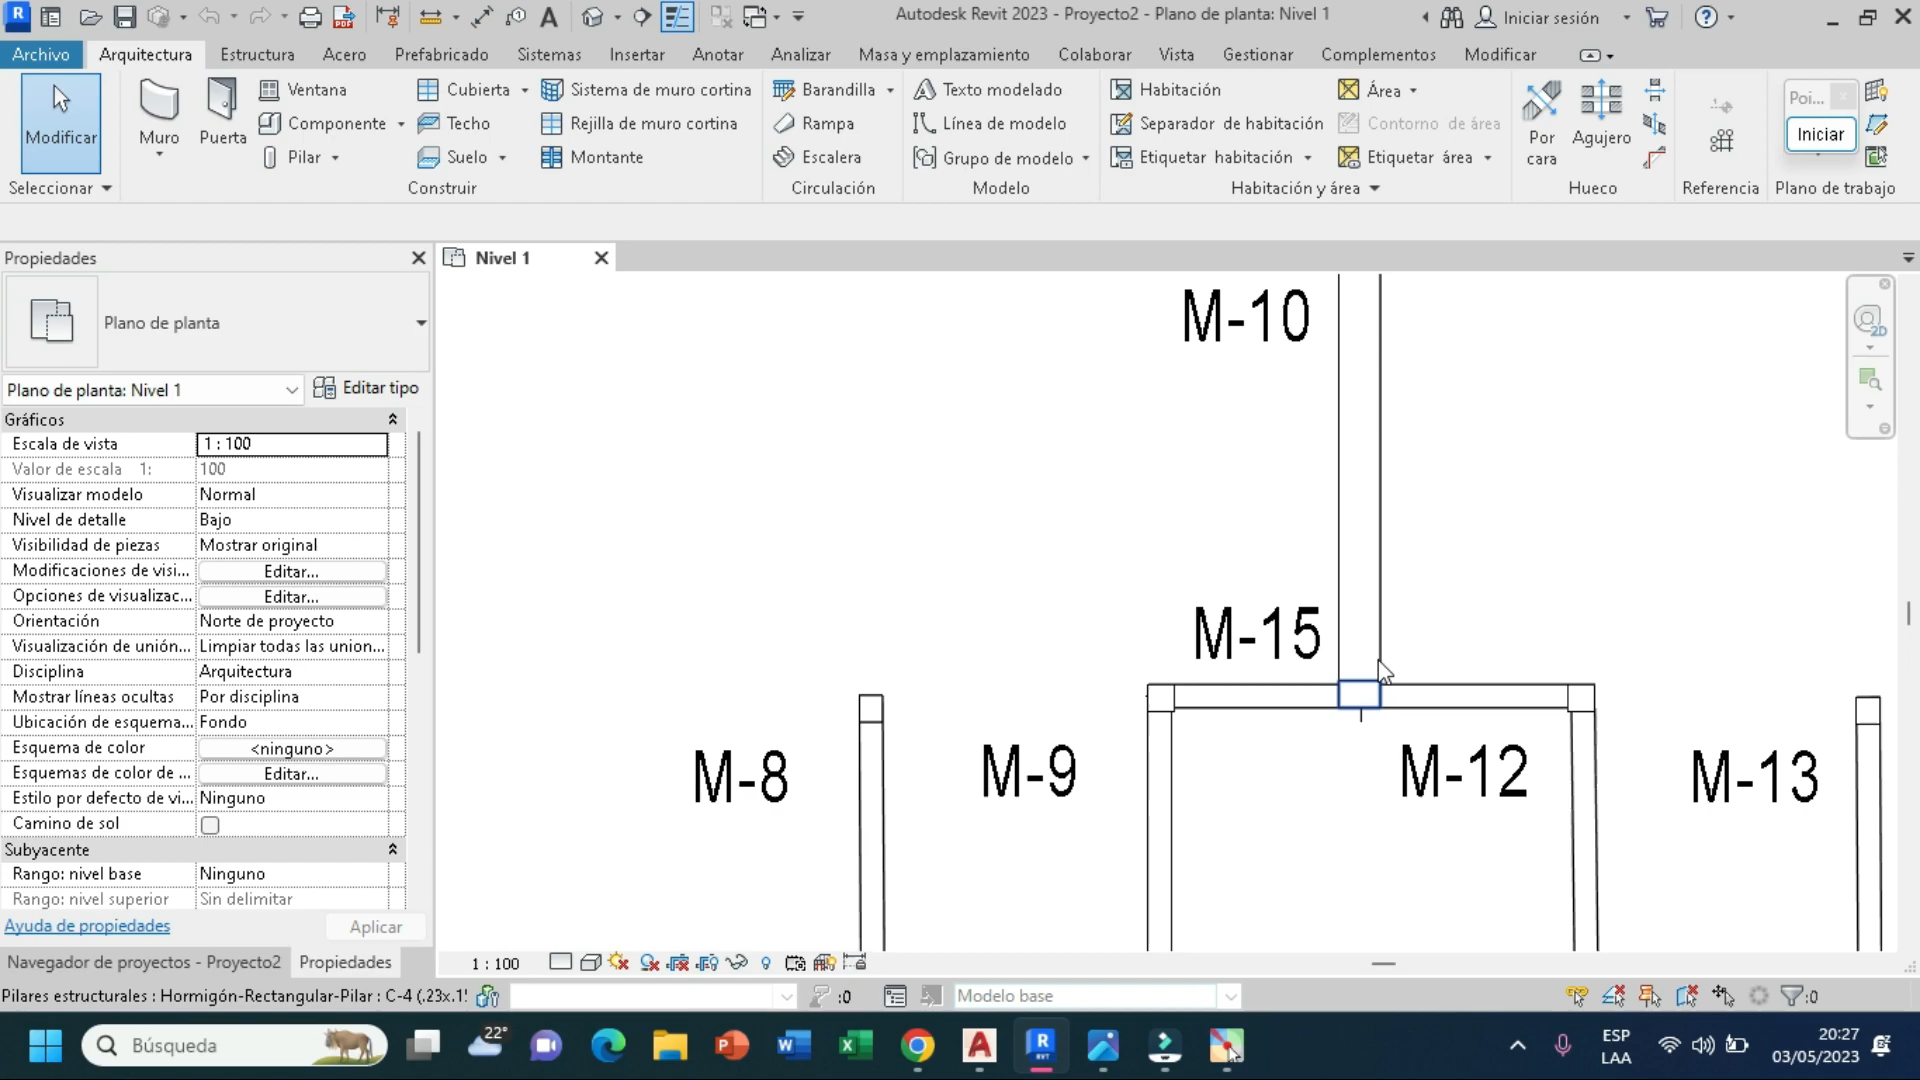 Autodesk Revit 2023 - Proyecto2 - Plano de planta: Nivel 1
Iniciar sesión
Archivo Arquitectura Estructura Acero Prefabricado Sistemas Insertar Anotar Analizar Masa y emplazamiento Colaborar Vista Gestionar Complementos Modificar
Modificar
Muro
Puerta
Ventana
Componente
Pilar
Cubierta
Techo
Suelo
Sistema de muro cortina
Rejilla de muro cortina
Montante
Barandilla
Rampa
Escalera
Texto modelado
Línea de modelo
Grupo de modelo
Habitación
Separador de habitación
Etiquetar habitación
Área
Contorno de área
Etiquetar área
Por cara
Agujero
Poi...
Iniciar
Seleccionar Construir Circulación Modelo Habitación y área Hueco Referencia Plano de trabajo
Propiedades
Nivel 1
Plano de planta
Plano de planta: Nivel 1 Editar tipo
Gráficos
Escala de vista 1 : 100
Valor de escala 1: 100
Visualizar modelo Normal
Nivel de detalle Bajo
Visibilidad de piezas Mostrar original
Modificaciones de visi... Editar...
Opciones de visualizac... Editar...
Orientación Norte de proyecto
Visualización de unión... Limpiar todas las union...
Disciplina Arquitectura
Mostrar líneas ocultas Por disciplina
Ubicación de esquema... Fondo
Esquema de color <ninguno>
Esquemas de color de ... Editar...
Estilo por defecto de vi... Ninguno
Camino de sol
Subyacente
Rango: nivel base Ninguno
Rango: nivel superior Sin delimitar
Ayuda de propiedades Aplicar
Navegador de proyectos - Proyecto2 Propiedades
M-10
M-15
M-8
M-9
M-12
M-13
2D
1 : 100
Pilares estructurales : Hormigón-Rectangular-Pilar : C-4 (.23x.1!
:0
Modelo base
:0
Búsqueda
22°
ESP
LAA
20:27
03/05/2023